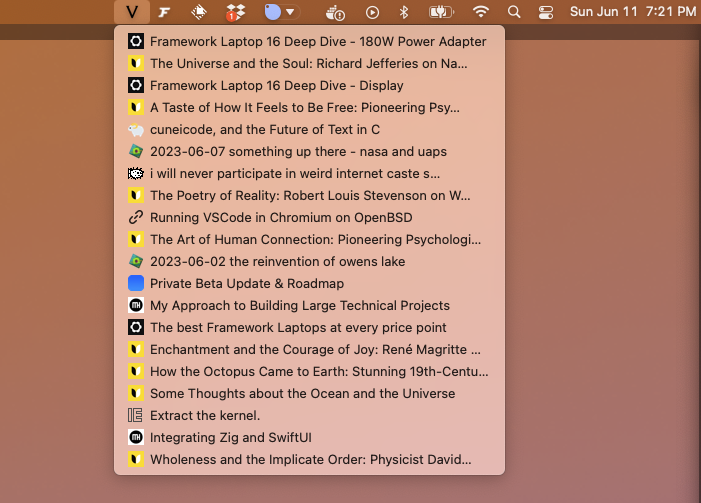 V
1
Sun Jun 11 7:21 PM
Framework Laptop 16 Deep Dive - 180W Power Adapter
The Universe and the Soul: Richard Jefferies on Na...
Framework Laptop 16 Deep Dive - Display
A Taste of How It Feels to Be Free: Pioneering Psy...
cuneicode, and the Future of Text in C
2023-06-07 something up there - nasa and uaps
i will never participate in weird internet caste s...
The Poetry of Reality: Robert Louis Stevenson on W...
Running VSCode in Chromium on OpenBSD
The Art of Human Connection: Pioneering Psychologi...
2023-06-02 the reinvention of owens lake
Private Beta Update & Roadmap
MH My Approach to Building Large Technical Projects
The best Framework Laptops at every price point
Enchantment and the Courage of Joy: René Magritte ...
How the Octopus Came to Earth: Stunning 19th-Centu...
Some Thoughts about the Ocean and the Universe
Extract the kernel.
MH Integrating Zig and SwiftUI
Wholeness and the Implicate Order: Physicist David...